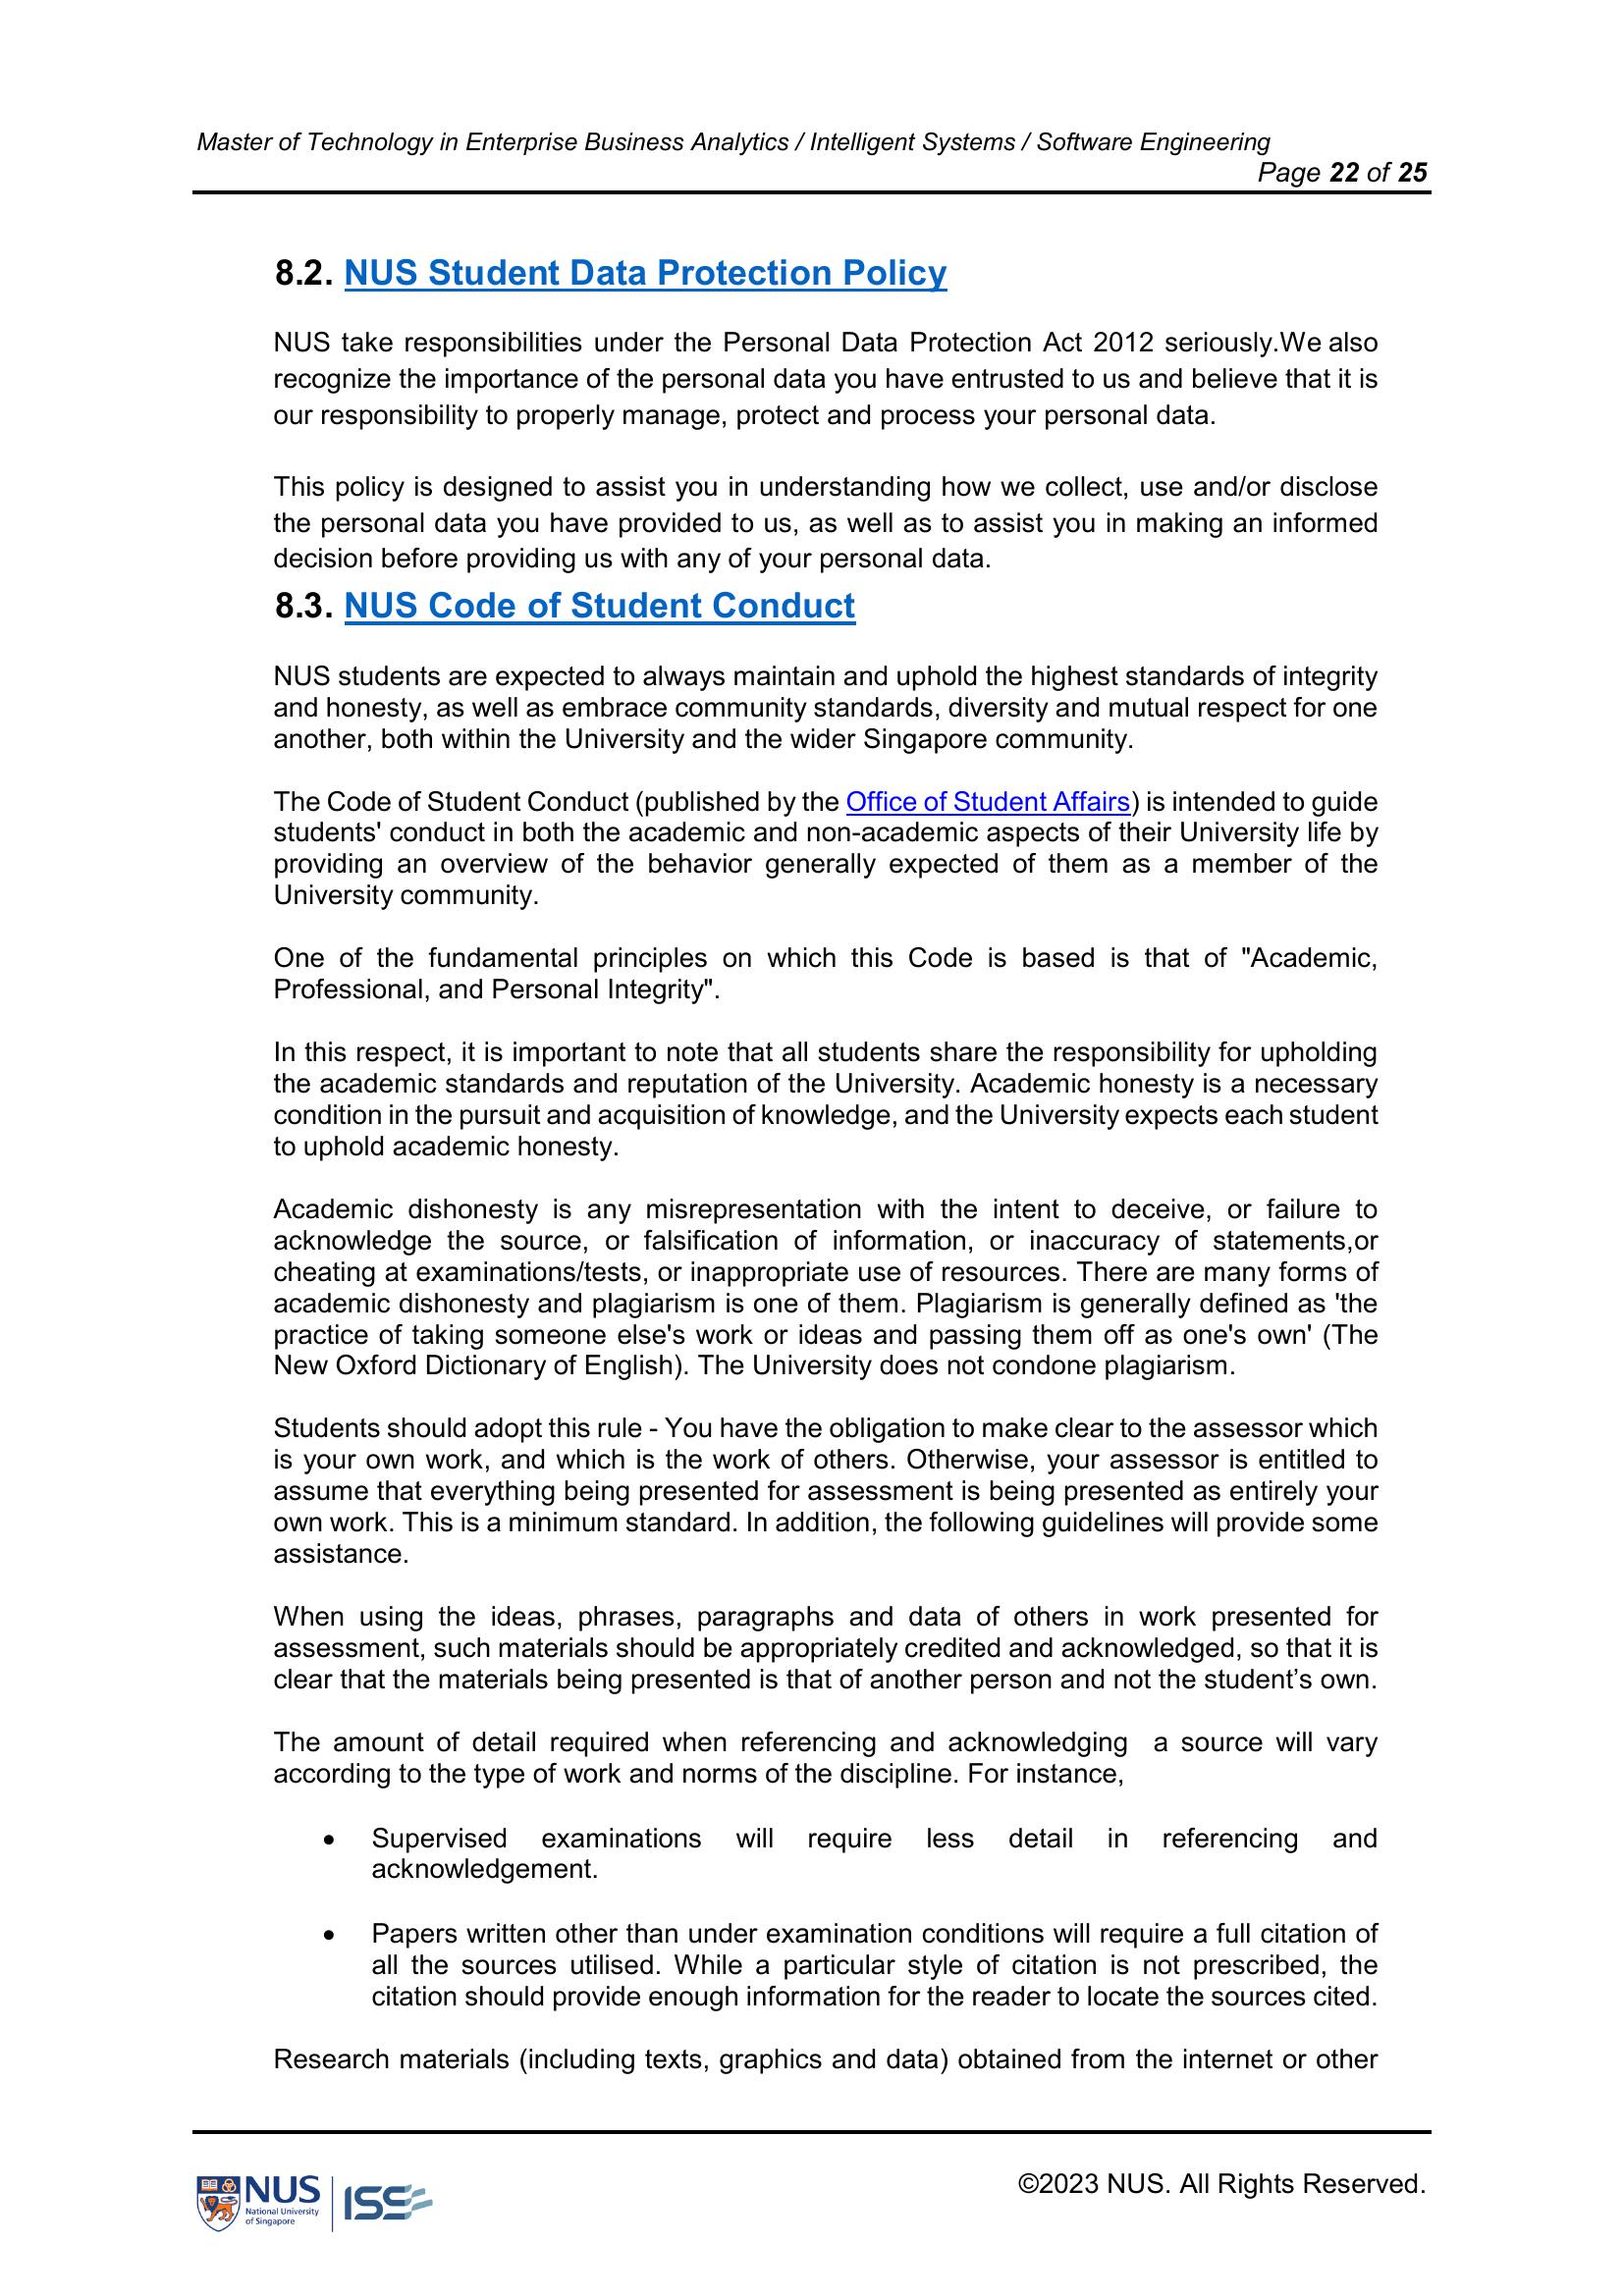 Master of Technology in Enterprise Business Analytics / Intelligent Systems / Software Engineering
Page 22 of 25
8.2. NUS Student Data Protection Policy
NUS take responsibilities under the Personal Data Protection Act 2012 seriously.We also
recognize the importance of the personal data you have entrusted to us and believe that it is
our responsibility to properly manage, protect and process your personal data.
This policy is designed to assist you in understanding how we collect, use and/or disclose
the personal data you have provided to us, as well as to assist you in making an informed
decision before providing us with any of your personal data.
8.3. NUS Code of Student Conduct
NUS students are expected to always maintain and uphold the highest standards of integrity
and honesty, as well as embrace community standards, diversity and mutual respect for one
another, both within the University and the wider Singapore community.
The Code of Student Conduct (published by the Office of Student Affairs) is intended to guide
students' conduct in both the academic and non-academic aspects of their University life by
providing an overview of the behavior generally expected of them as a member of the
University community.
One of the fundamental principles on which this Code is based is that of "Academic,
Professional, and Personal Integrity".
In this respect, it is important to note that all students share the responsibility for upholding
the academic standards and reputation of the University. Academic honesty is a necessary
condition in the pursuit and acquisition of knowledge, and the University expects each student
to uphold academic honesty.
Academic dishonesty is any misrepresentation with the intent to deceive, or failure to
acknowledge the source, or falsification of information, or inaccuracy of statements,or
cheating at examinations/tests, or inappropriate use of resources. There are many forms of
academic dishonesty and plagiarism is one of them. Plagiarism is generally defined as 'the
practice of taking someone else's work or ideas and passing them off as one's own' (The
New Oxford Dictionary of English). The University does not condone plagiarism.
Students should adopt this rule - You have the obligation to make clear to the assessor which
is your own work, and which is the work of others. Otherwise, your assessor is entitled to
assume that everything being presented for assessment is being presented as entirely your
own work. This is a minimum standard. In addition, the following guidelines will provide some
assistance.
When using the ideas, phrases, paragraphs and data of others in work presented for
assessment, such materials should be appropriately credited and acknowledged, so that it is
clear that the materials being presented is that of another person and not the student’s own.
The amount of detail required when referencing and acknowledging a source will vary
according to the type of work and norms of the discipline. For instance,
• Supervised examinations will require less detail in referencing and
acknowledgement.
• Papers written other than under examination conditions will require a full citation of
all the sources utilised. While a particular style of citation is not prescribed, the
citation should provide enough information for the reader to locate the sources cited.
Research materials (including texts, graphics and data) obtained from the internet or other
©2023 NUS. All Rights Reserved.
NUS
National University
of Singapore
ISS